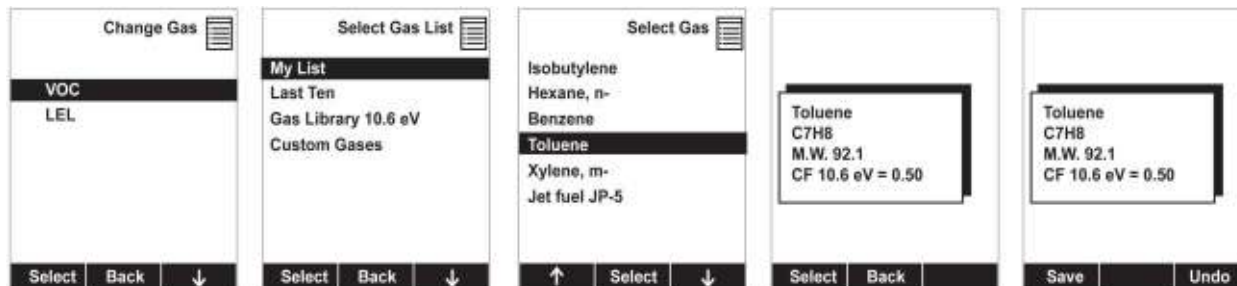 Change Gas
VOC
LEL
Select Back ↓
Select Gas List
My List
Last Ten
Gas Library 10.6 eV
Custom Gases
Select Back ↓
Select Gas
Isobutylene
Hexane, n-
Benzene
Toluene
Xylene, m-
Jet fuel JP-5
↑ Select ↓
Toluene
C7H8
M.W. 92.1
CF 10.6 eV = 0.50
Select Back
Toluene
C7H8
M.W. 92.1
CF 10.6 eV = 0.50
Save Undo